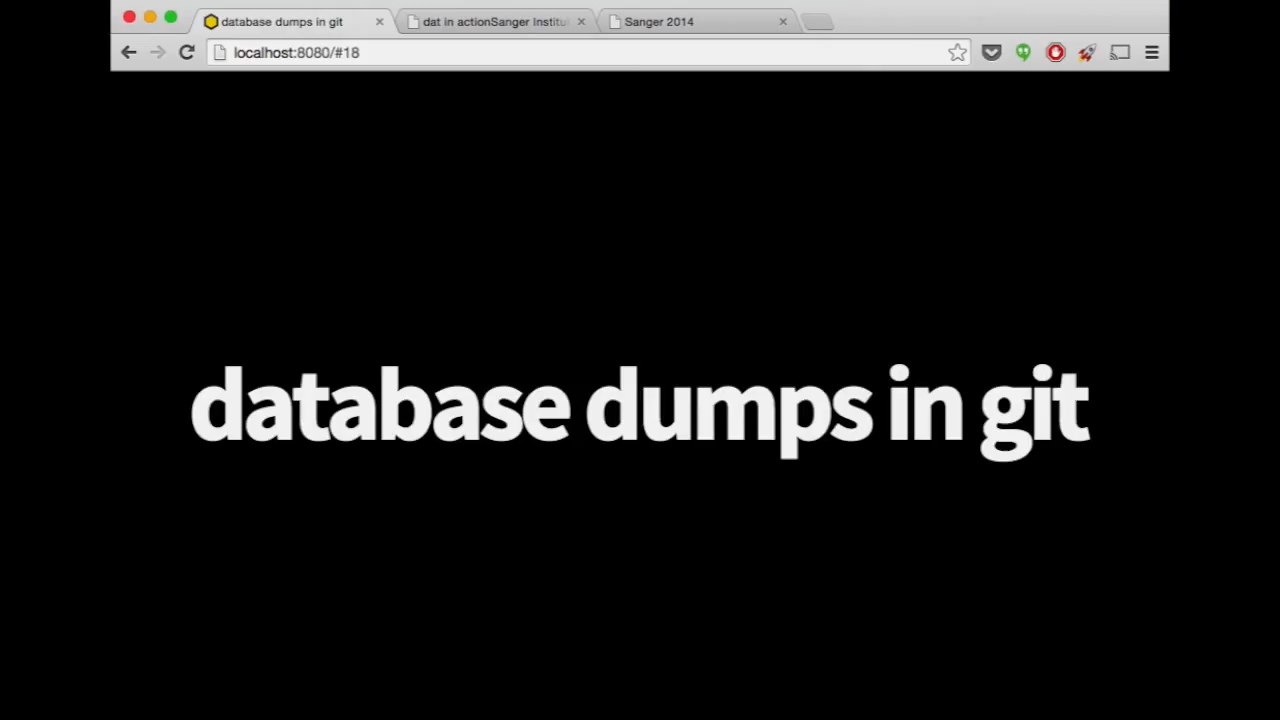 database dumps in git
dat in actionSanger Institu
Sanger 2014
localhost:8080/#18
database dumps in git